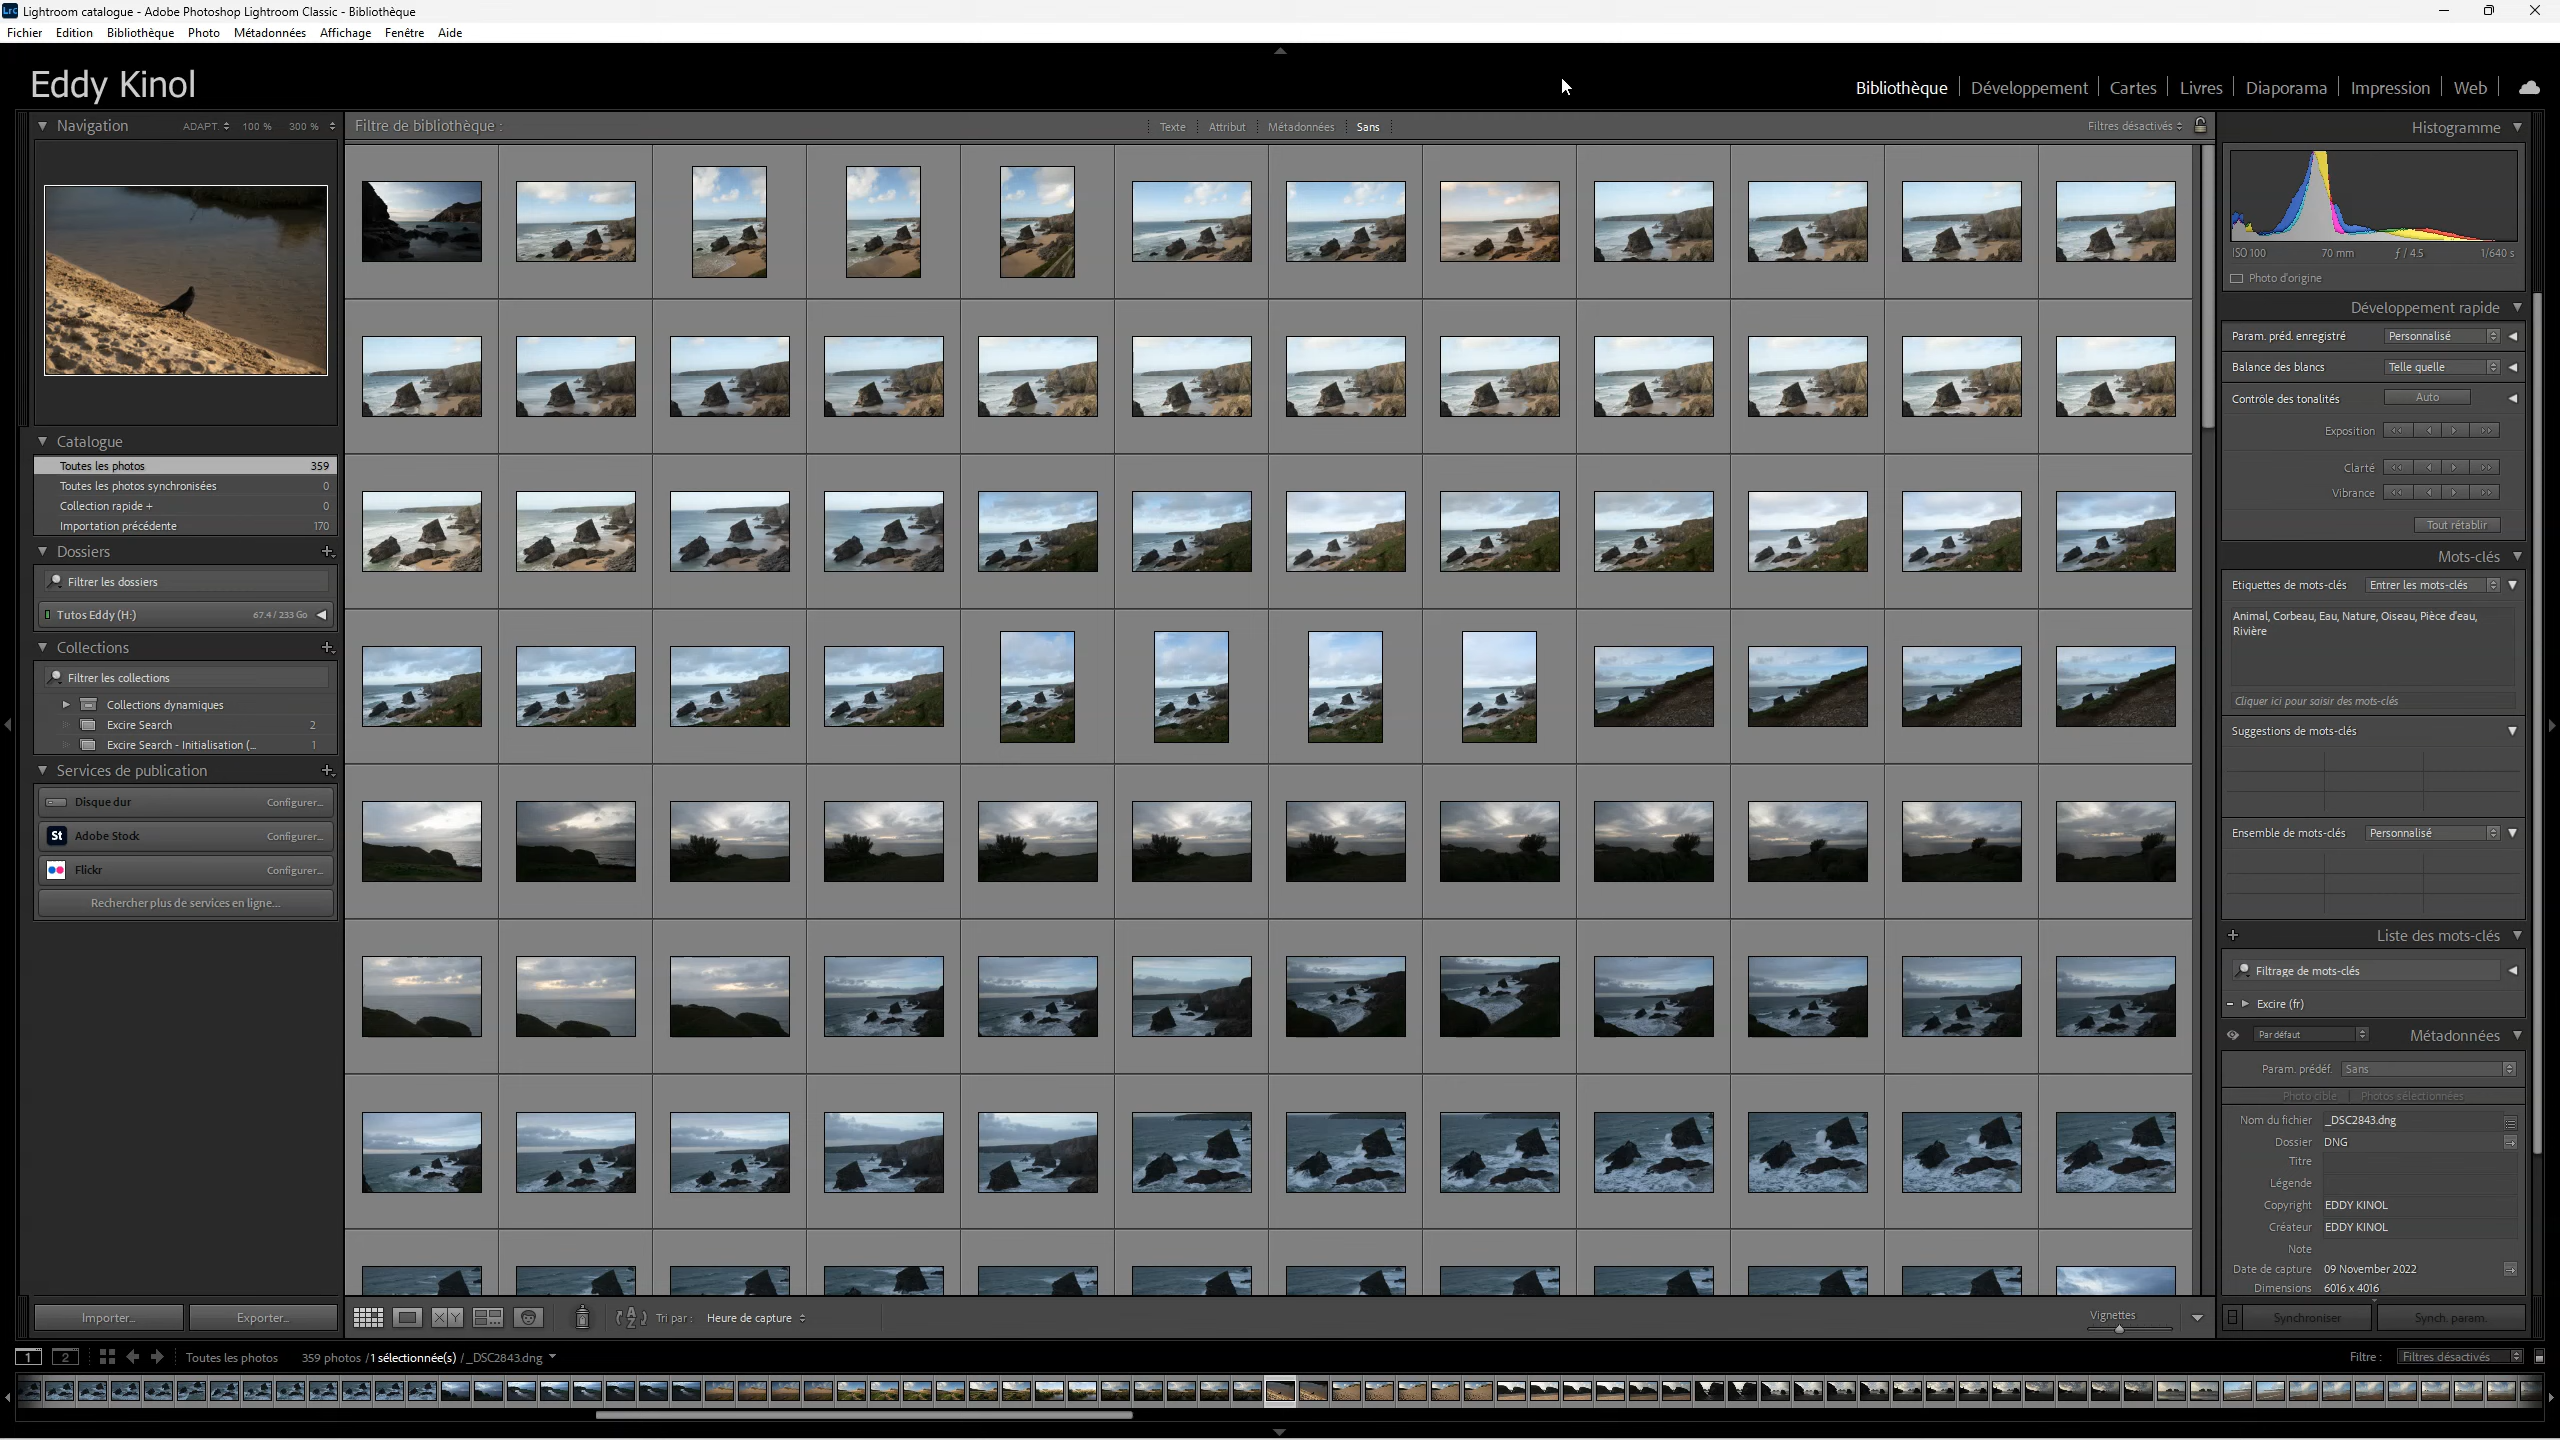 Lrc Lightroom catalogue - Adobe Photoshop Lightroom Classic - Bibliothèque
Fichier Edition Bibliothèque Photo Métadonnées Affichage Fenêtre Aide
Eddy Kinol
Bibliothèque Développement Cartes Livres Diaporama Impression Web
Navigation ADAPT. 100 % 300 %
Catalogue
Toutes les photos 359
Toutes les photos synchronisées 0
Collection rapide + 0
Importation précédente 170
Dossiers
Filtrer les dossiers
Tutos Eddy (H:) 67.4 / 233 Go
Collections
Filtrer les collections
Collections dynamiques
Excire Search 2
Excire Search - Initialisation (... 1
Services de publication
Disque dur Configurer...
St Adobe Stock Configurer...
Flickr Configurer...
Rechercher plus de services en ligne...
Importer... Exporter...
Filtre de bibliothèque : Texte Attribut Métadonnées Sans Filtres désactivés
XY AZ Tri par : Heure de capture Vignettes
Histogramme
ISO 100 70 mm ƒ / 4.5 1/640 s
Photo d'origine
Développement rapide
Param. préd. enregistré Personnalisé
Balance des blancs Telle quelle
Contrôle des tonalités Auto
Exposition
Clarté
Vibrance
Tout rétablir
Mots-clés
Etiquettes de mots-clés Entrer les mots-clés
Animal, Corbeau, Eau, Nature, Oiseau, Pièce d'eau,
Rivière
Cliquer ici pour saisir des mots-clés
Suggestions de mots-clés
Ensemble de mots-clés Personnalisé
Liste des mots-clés
Filtrage de mots-clés
Excire (fr)
Par défaut Métadonnées
Param. prédéf. Sans
Photo cible Photos sélectionnées
Nom du fichier _DSC2843.dng
Dossier DNG
Titre
Légende
Copyright EDDY KINOL
Créateur EDDY KINOL
Note
Date de capture 09 November 2022
Dimensions 6016 x 4016
Synchroniser Synch. param.
1 2 Toutes les photos 359 photos / 1 sélectionnée(s) / _DSC2843.dng Filtre : Filtres désactivés